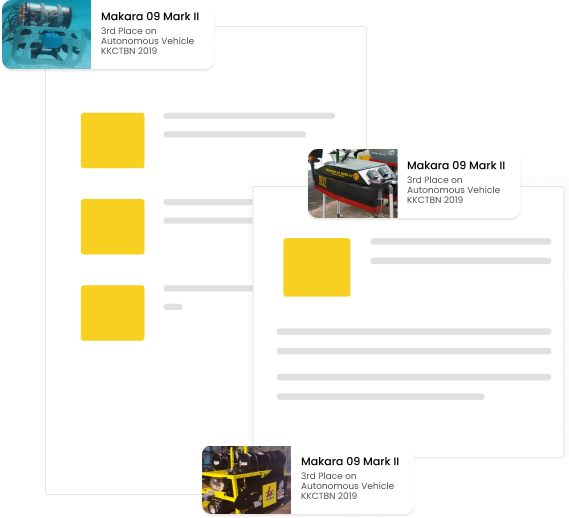 Makara 09 Mark II
3rd Place on
Autonomous Vehicle
KKCTBN 2019
Makara 09 Mark II
3rd Place on
Autonomous Vehicle
KKCTBN 2019
Makara 09 Mark II
3rd Place on
Autonomous Vehicle
KKCTBN 2019